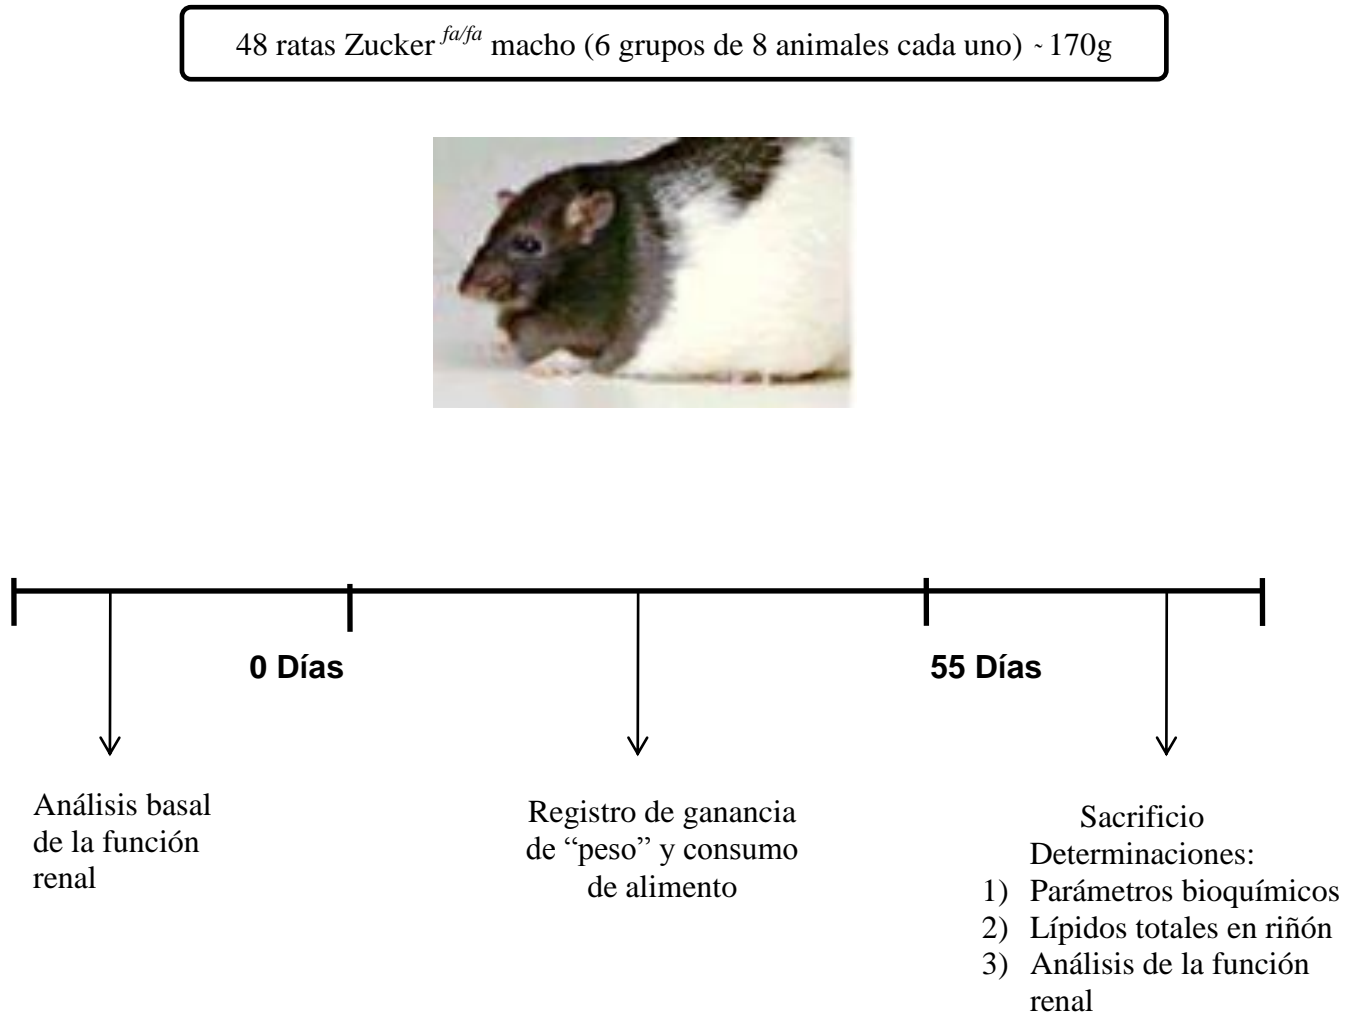 48 ratas Zucker fa/fa macho (6 grupos de 8 animales cada uno) ~170g
0 Días
55 Días
Análisis basal
de la función
renal
Registro de ganancia
de “peso” y consumo
de alimento
Sacrificio
Determinaciones:
1) Parámetros bioquímicos
2) Lípidos totales en riñón
3) Análisis de la función
renal